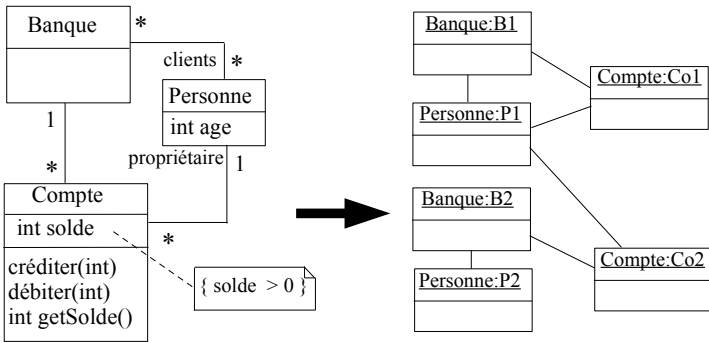 Banque
*
clients
*
Personne
int age
propriétaire
1
1
*
Compte
int solde
*
créditer(int)
débiter(int)
int getSolde()
{ solde > 0 }
Banque:B1
Compte:Co1
Personne:P1
Banque:B2
Compte:Co2
Personne:P2